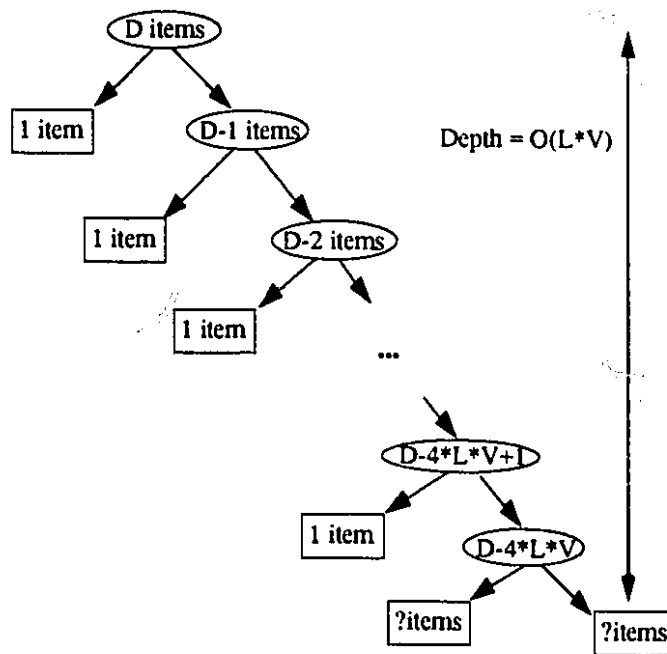 D items
1 item
D-1 items
Depth = O(L*V)
1 item
D-2 items
1 item
...
D-4*L*V+1
1 item
D-4*L*V
?items
?items